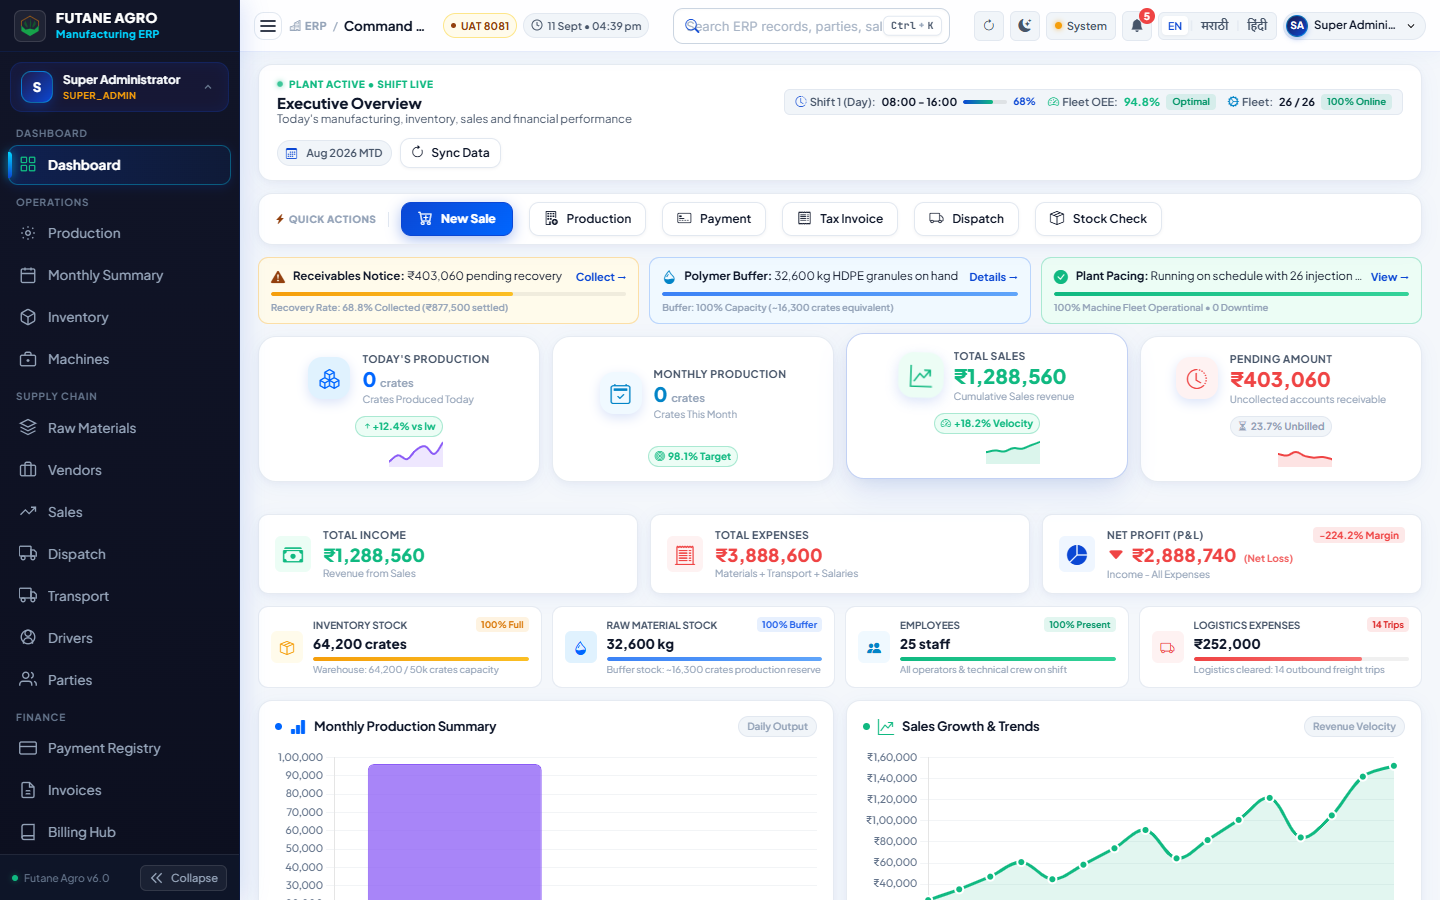 FUTANE AGRO
Manufacturing ERP
S
Super Administrator
SUPER_ADMIN
DASHBOARD
Dashboard
OPERATIONS
Production
Monthly Summary
Inventory
Machines
SUPPLY CHAIN
Raw Materials
Vendors
Sales
Dispatch
Transport
Drivers
Parties
FINANCE
Payment Registry
Invoices
Billing Hub
Futane Agro v6.0
Collapse
ERP / Command ...
UAT 8081
11 Sept • 04:39 pm
Search ERP records, parties, sal
Ctrl + K
System
5
EN
मराठी
हिंदी
SA
Super Admini...
PLANT ACTIVE • SHIFT LIVE
Executive Overview
Today's manufacturing, inventory, sales and financial performance
Shift 1 (Day): 08:00 - 16:00 68% Fleet OEE: 94.8% Optimal Fleet: 26 / 26 100% Online
Aug 2026 MTD
Sync Data
QUICK ACTIONS
New Sale
Production
Payment
Tax Invoice
Dispatch
Stock Check
Receivables Notice: ₹403,060 pending recovery Collect →
Recovery Rate: 68.8% Collected (₹877,500 settled)
Polymer Buffer: 32,600 kg HDPE granules on hand Details →
Buffer: 100% Capacity (~16,300 crates equivalent)
Plant Pacing: Running on schedule with 26 injection ... View →
100% Machine Fleet Operational • 0 Downtime
TODAY'S PRODUCTION
0 crates
Crates Produced Today
↑ +12.4% vs lw
MONTHLY PRODUCTION
0 crates
Crates This Month
98.1% Target
TOTAL SALES
₹1,288,560
Cumulative Sales revenue
+18.2% Velocity
PENDING AMOUNT
₹403,060
Uncollected accounts receivable
23.7% Unbilled
TOTAL INCOME
₹1,288,560
Revenue from Sales
TOTAL EXPENSES
₹3,888,600
Materials + Transport + Salaries
NET PROFIT (P&L)
-224.2% Margin
▼ ₹2,888,740 (Net Loss)
Income - All Expenses
INVENTORY STOCK
100% Full
64,200 crates
Warehouse: 64,200 / 50k crates capacity
RAW MATERIAL STOCK
100% Buffer
32,600 kg
Buffer stock: ~16,300 crates production reserve
EMPLOYEES
100% Present
25 staff
All operators & technical crew on shift
LOGISTICS EXPENSES
14 Trips
₹252,000
Logistics cleared: 14 outbound freight trips
Monthly Production Summary
Daily Output
1,00,000
90,000
80,000
70,000
60,000
50,000
40,000
30,000
Sales Growth & Trends
Revenue Velocity
₹1,60,000
₹1,40,000
₹1,20,000
₹1,00,000
₹80,000
₹60,000
₹40,000